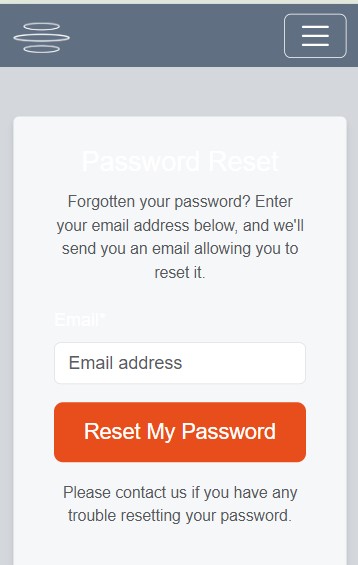 Password Reset
Forgotten your password? Enter
your email address below, and we'll
send you an email allowing you to
reset it.
Email*
Email address
Reset My Password
Please contact us if you have any
trouble resetting your password.